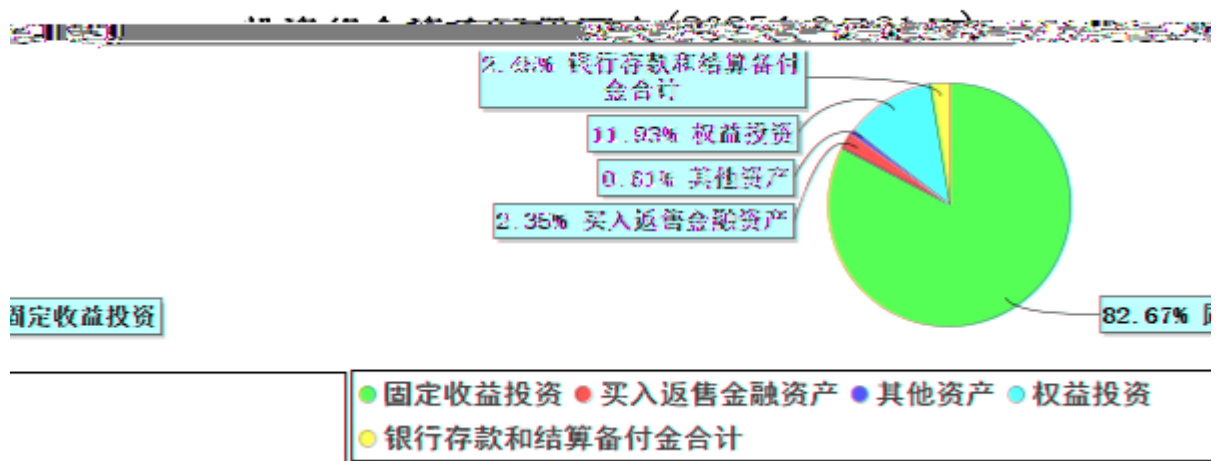 2.45% 银行存款和结算备付
金合计
11.93% 权益投资
0.61% 其他资产
2.35% 买入返售金融资产
固定收益投资
82.67%
固定收益投资 买入返售金融资产 其他资产 权益投资
银行存款和结算备付金合计